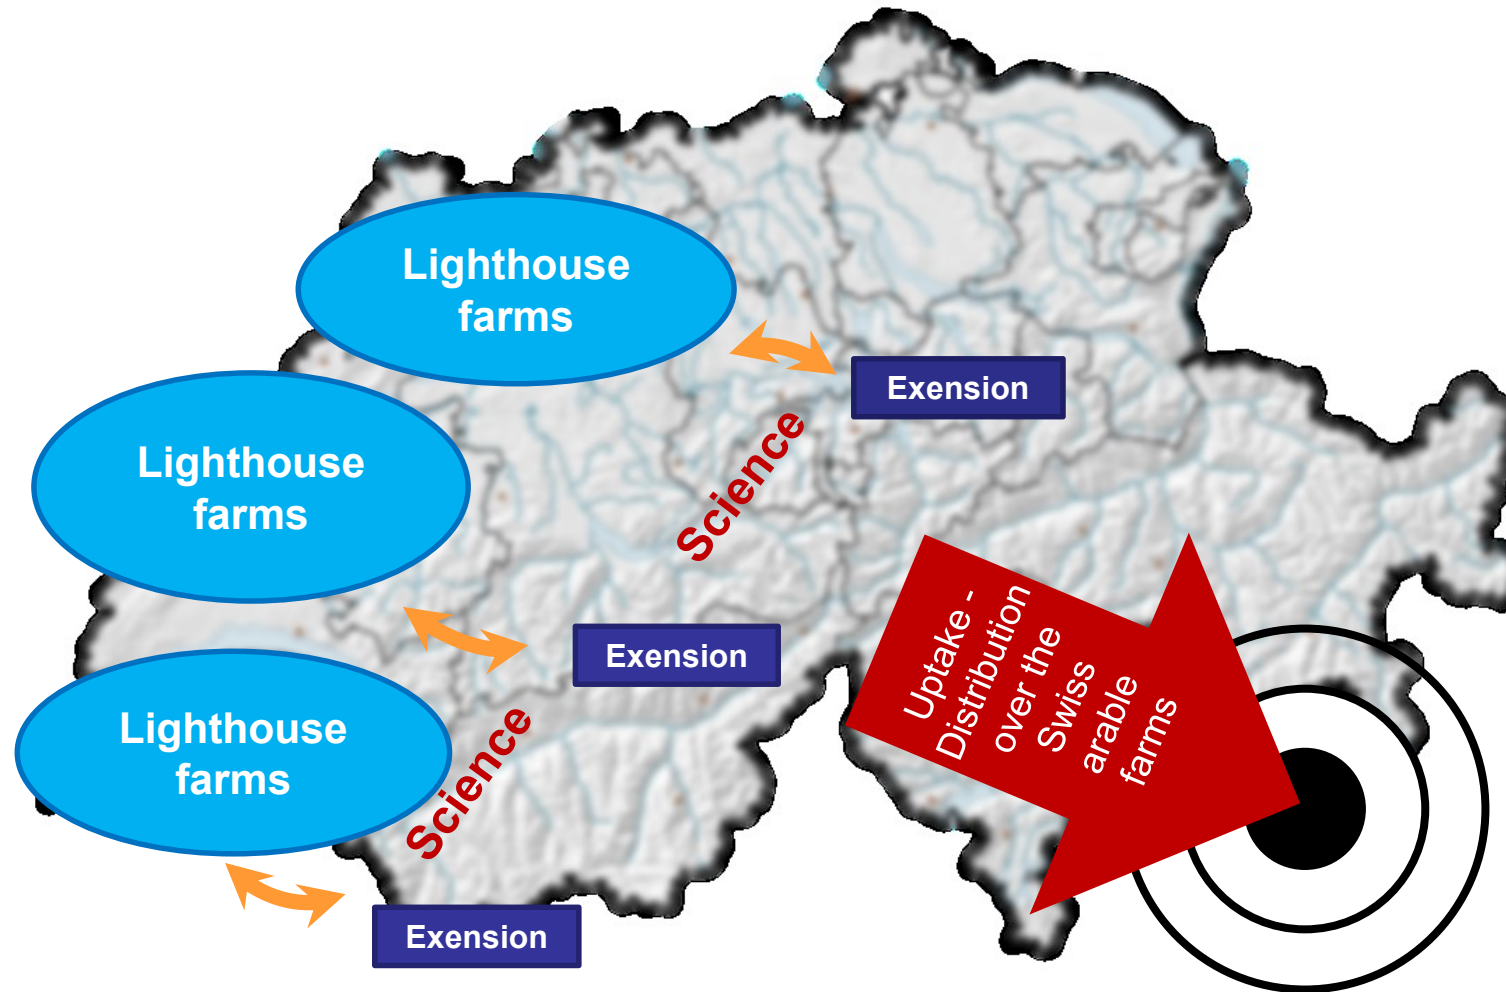 Lighthouse
farms
Exension
Lighthouse
farms
Science
Exension
Lighthouse
farms
Science
Exension
Uptake -
Distribution
over the
Swiss
arable
farms